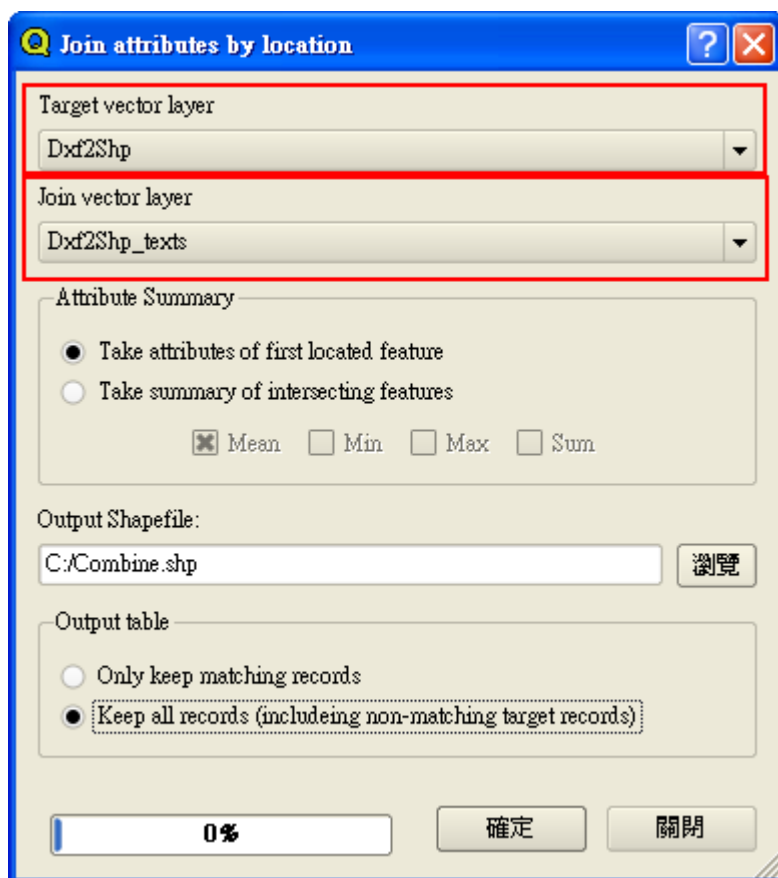 Join attributes by location
Target vector layer
Dxf2Shp
Join vector layer
Dxf2Shp_texts
Attribute Summary
Take attributes of first located feature
Take summary of intersecting features
Mean Min Max Sum
Output Shapefile:
C:/Combine.shp 瀏覽
Output table
Only keep matching records
Keep all records (includeing non-matching target records)
0% 確定 關閉